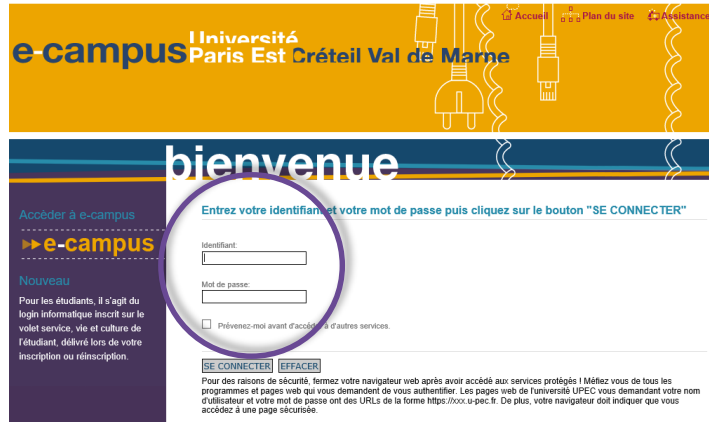 Accueil Plan du site Assistance
e-campus Université
Paris Est Créteil Val de Marne
bienvenue
Accèder à e-campus
e-campus
Nouveau
Pour les étudiants, il s'agit du
login informatique inscrit sur le
volet service, vie et culture de
l'étudiant, délivré lors de votre
inscription ou réinscription.
Entrez votre identifiant et votre mot de passe puis cliquez sur le bouton "SE CONNECTER"
Identifiant:
Mot de passe:
Prévenez-moi avant d'accéder à d'autres services.
SE CONNECTER EFFACER
Pour des raisons de sécurité, fermez votre navigateur web après avoir accédé aux services protégés ! Méfiez vous de tous les
programmes et pages web qui vous demandent de vous authentifier. Les pages web de l'université UPEC vous demandant votre nom
d'utilisateur et votre mot de passe ont des URLs de la forme https://xxx.u-pec.fr. De plus, votre navigateur doit indiquer que vous
accédez à une page sécurisée.